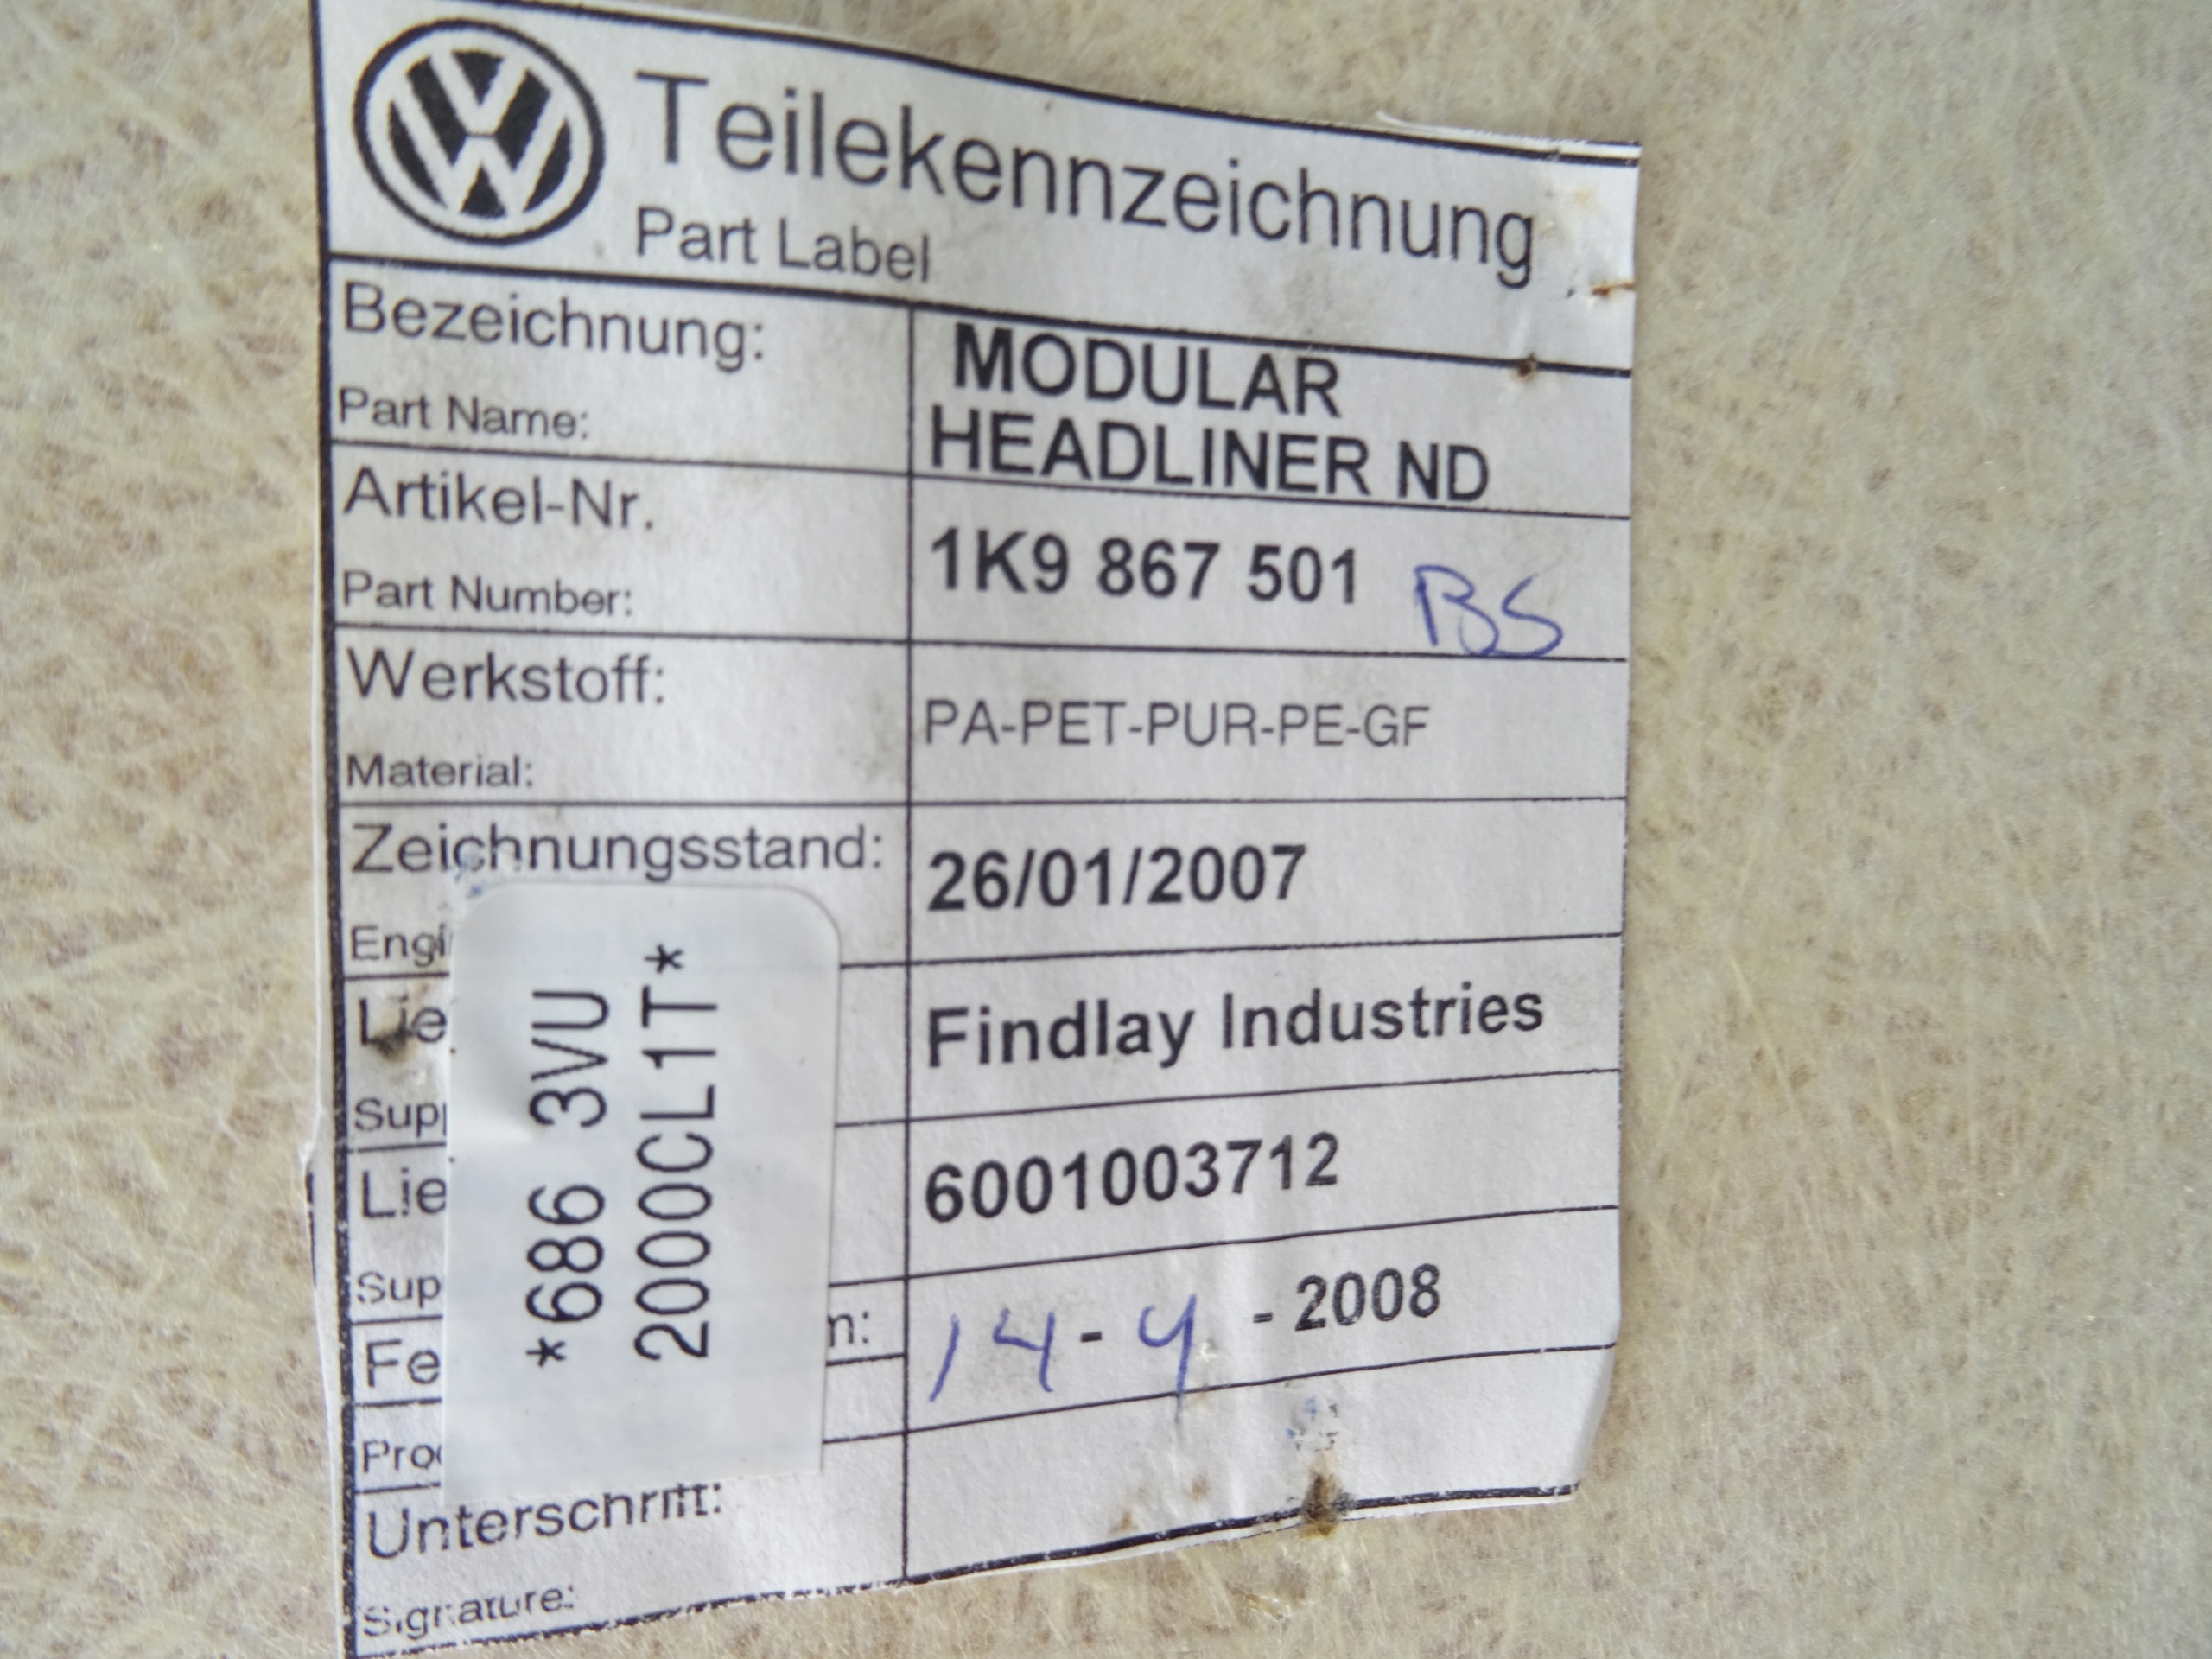 Teilekennzeichnung
Part Label
Bezeichnung:
Part Name:
MODULAR
HEADLINER ND
Artikel-Nr.
Part Number:
1K9 867 501 BS
Werkstoff:
Material:
PA-PET-PUR-PE-GF
Zeichnungsstand:
26/01/2007
Findlay Industries
6001003712
14-4 - 2008
Unterschrift:
Signature:
*686 3VU
2000CL1T*